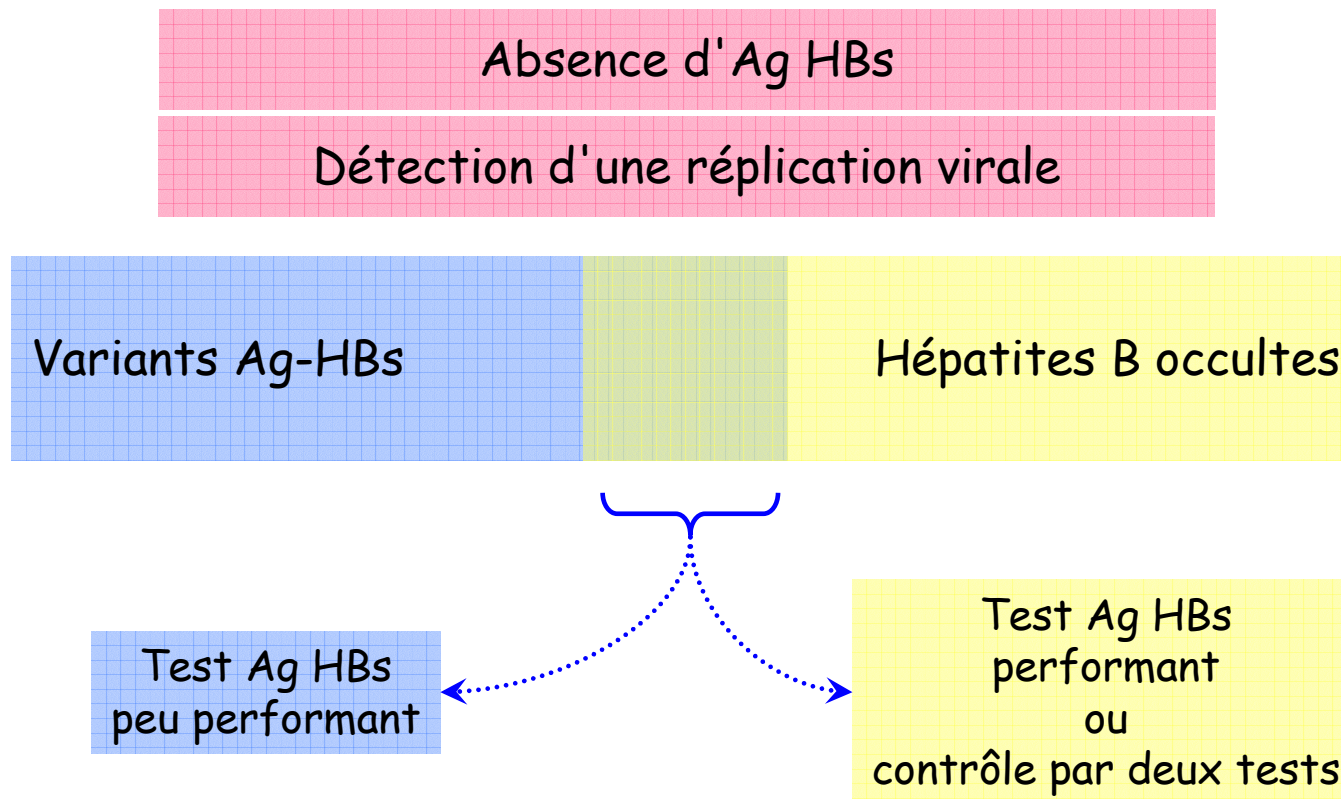 Absence d'Ag HBs
Détection d'une réplication virale
Variants Ag-HBs
Hépatites B occultes
Test Ag HBs
peu performant
Test Ag HBs
performant
ou
contrôle par deux tests